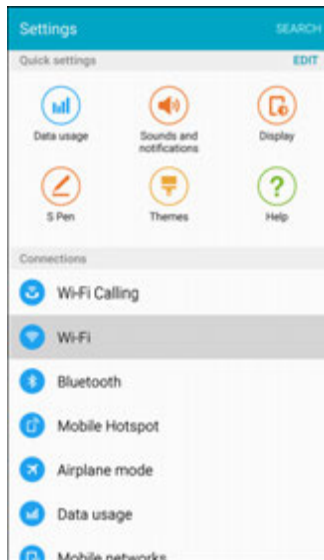 Settings SEARCH
Quick settings EDIT
Data usage Sounds and notifications Display
S Pen Themes Help
Connections
Wi-Fi Calling
Wi-Fi
Bluetooth
Mobile Hotspot
Airplane mode
Data usage
Mobile networks